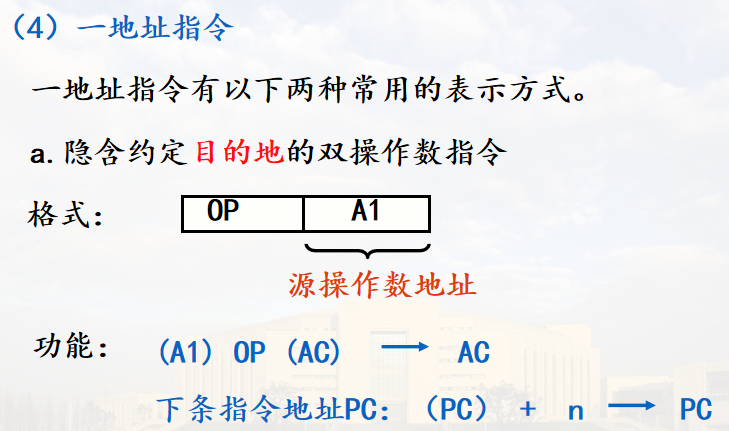 （4）一地址指令
一地址指令有以下两种常用的表示方式。
a.隐含约定目的地的双操作数指令
格式： OP A1
源操作数地址
功能： (A1) OP (AC) → AC
下条指令地址PC：（PC） + n → PC